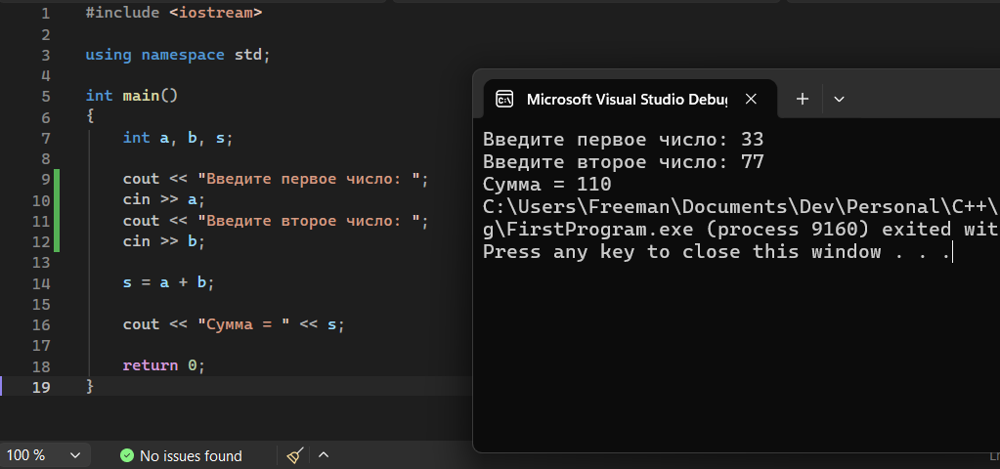 1 #include <iostream>
2
3 using namespace std;
4
5 int main()
6 {
7 int a, b, s;
8
9 cout << "Введите первое число: ";
10 cin >> a;
11 cout << "Введите второе число: ";
12 cin >> b;
13
14 s = a + b;
15
16 cout << "Сумма = " << s;
17
18 return 0;
19 }
Microsoft Visual Studio Debu
Введите первое число: 33
Введите второе число: 77
Сумма = 110
C:\Users\Freeman\Documents\Dev\Personal\C++\
g\FirstProgram.exe (process 9160) exited wit
Press any key to close this window . . .
100 %
No issues found